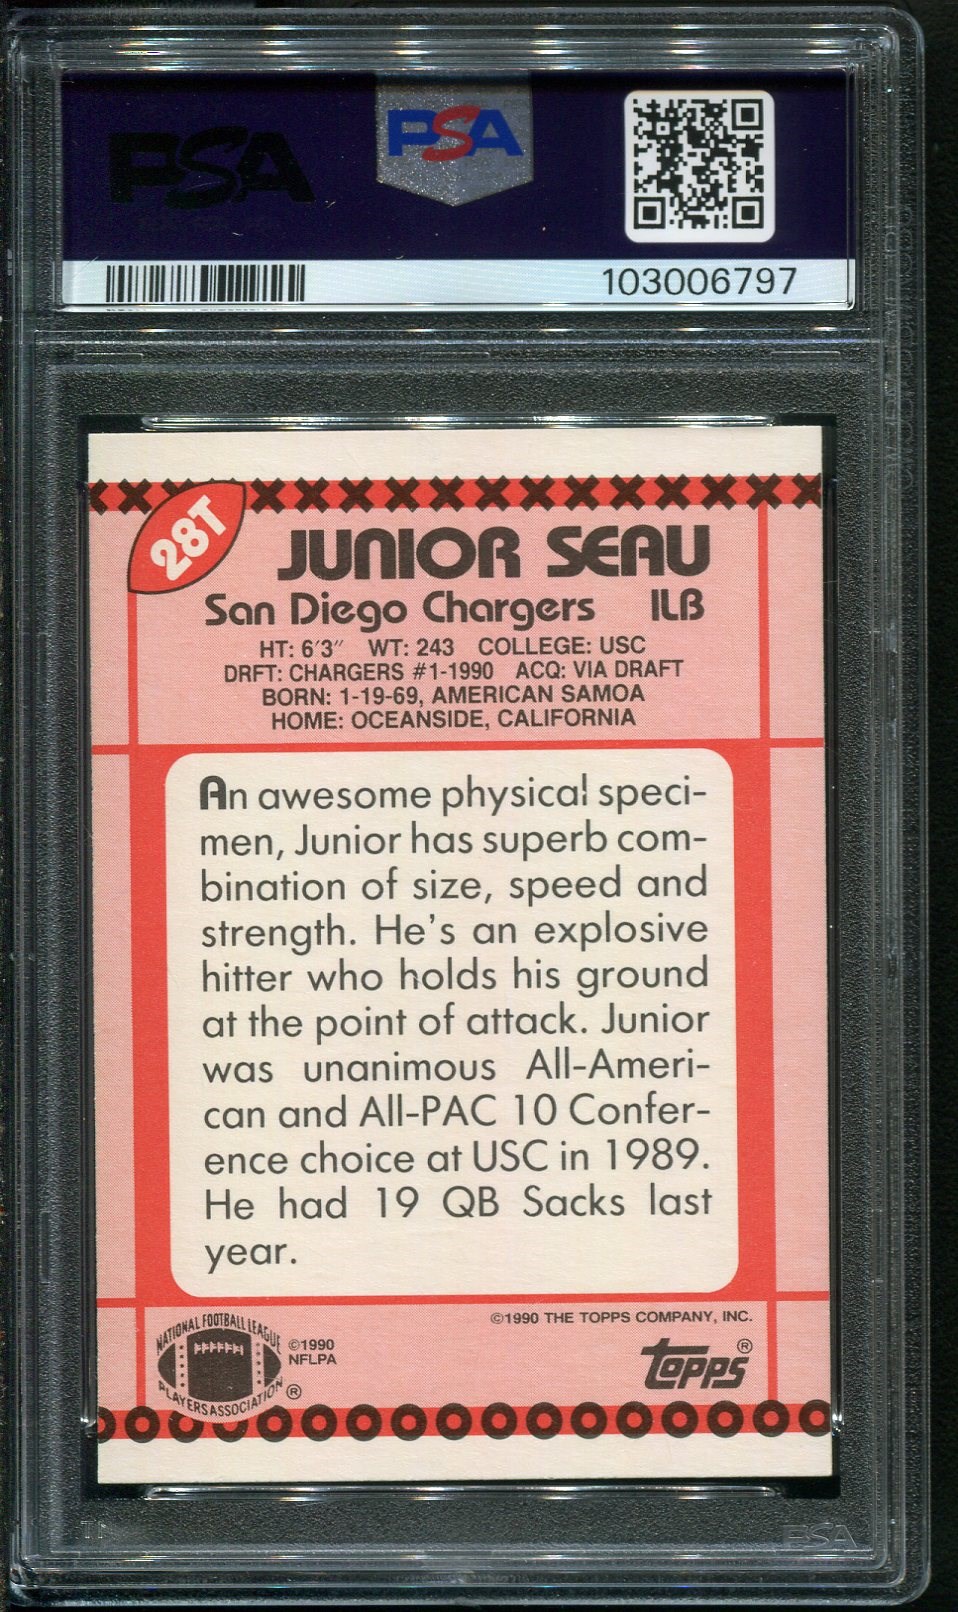 PSA
PSA
103006797
28T
JUNIOR SEAU
San Diego Chargers ILB
HT: 6'3" WT: 243 COLLEGE: USC
DRFT: CHARGERS #1-1990 ACQ: VIA DRAFT
BORN: 1-19-69, AMERICAN SAMOA
HOME: OCEANSIDE, CALIFORNIA
An awesome physical speci-
men, Junior has superb com-
bination of size, speed and
strength. He's an explosive
hitter who holds his ground
at the point of attack. Junior
was unanimous All-Ameri-
can and All-PAC 10 Confer-
ence choice at USC in 1989.
He had 19 QB Sacks last
year.
©1990 THE TOPPS COMPANY, INC.
NATIONAL FOOTBALL LEAGUE
PLAYERS ASSOCIATION ®
©1990
NFLPA
topps®
PSA